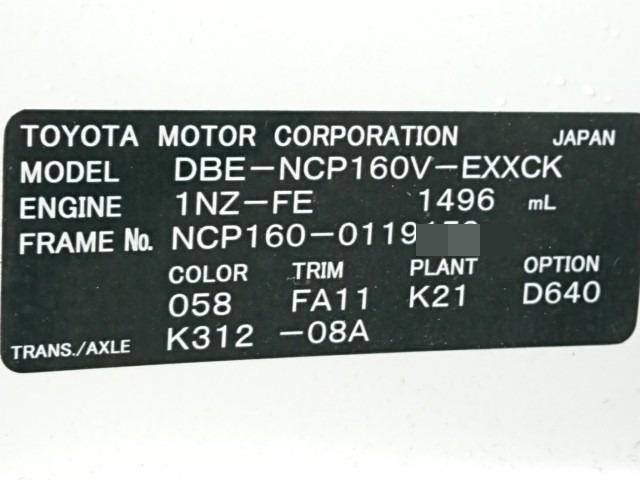 TOYOTA MOTOR CORPORATION JAPAN
MODEL DBE-NCP160V-EXXCK
ENGINE 1NZ-FE 1496 mL
FRAME No. NCP160-0119
COLOR TRIM PLANT OPTION
058 FA11 K21 D640
TRANS./AXLE K312 -08A